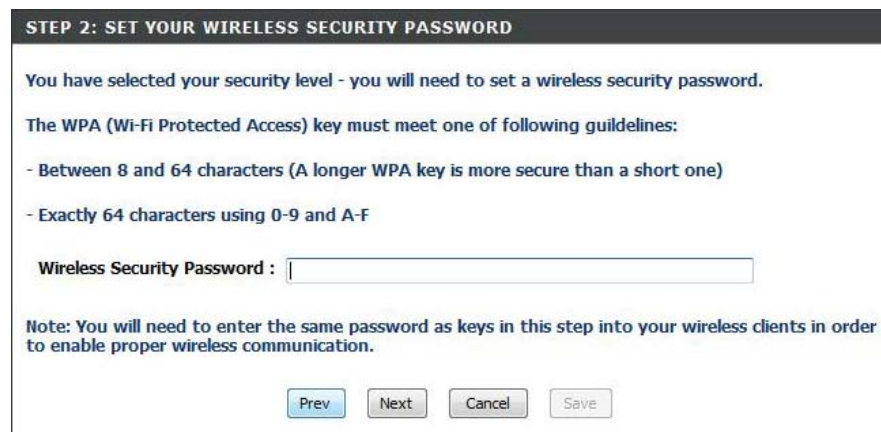 STEP 2: SET YOUR WIRELESS SECURITY PASSWORD
You have selected your security level - you will need to set a wireless security password.
The WPA (Wi-Fi Protected Access) key must meet one of following guildelines:
- Between 8 and 64 characters (A longer WPA key is more secure than a short one)
- Exactly 64 characters using 0-9 and A-F
Wireless Security Password :
Note: You will need to enter the same password as keys in this step into your wireless clients in order
to enable proper wireless communication.
Prev Next Cancel Save